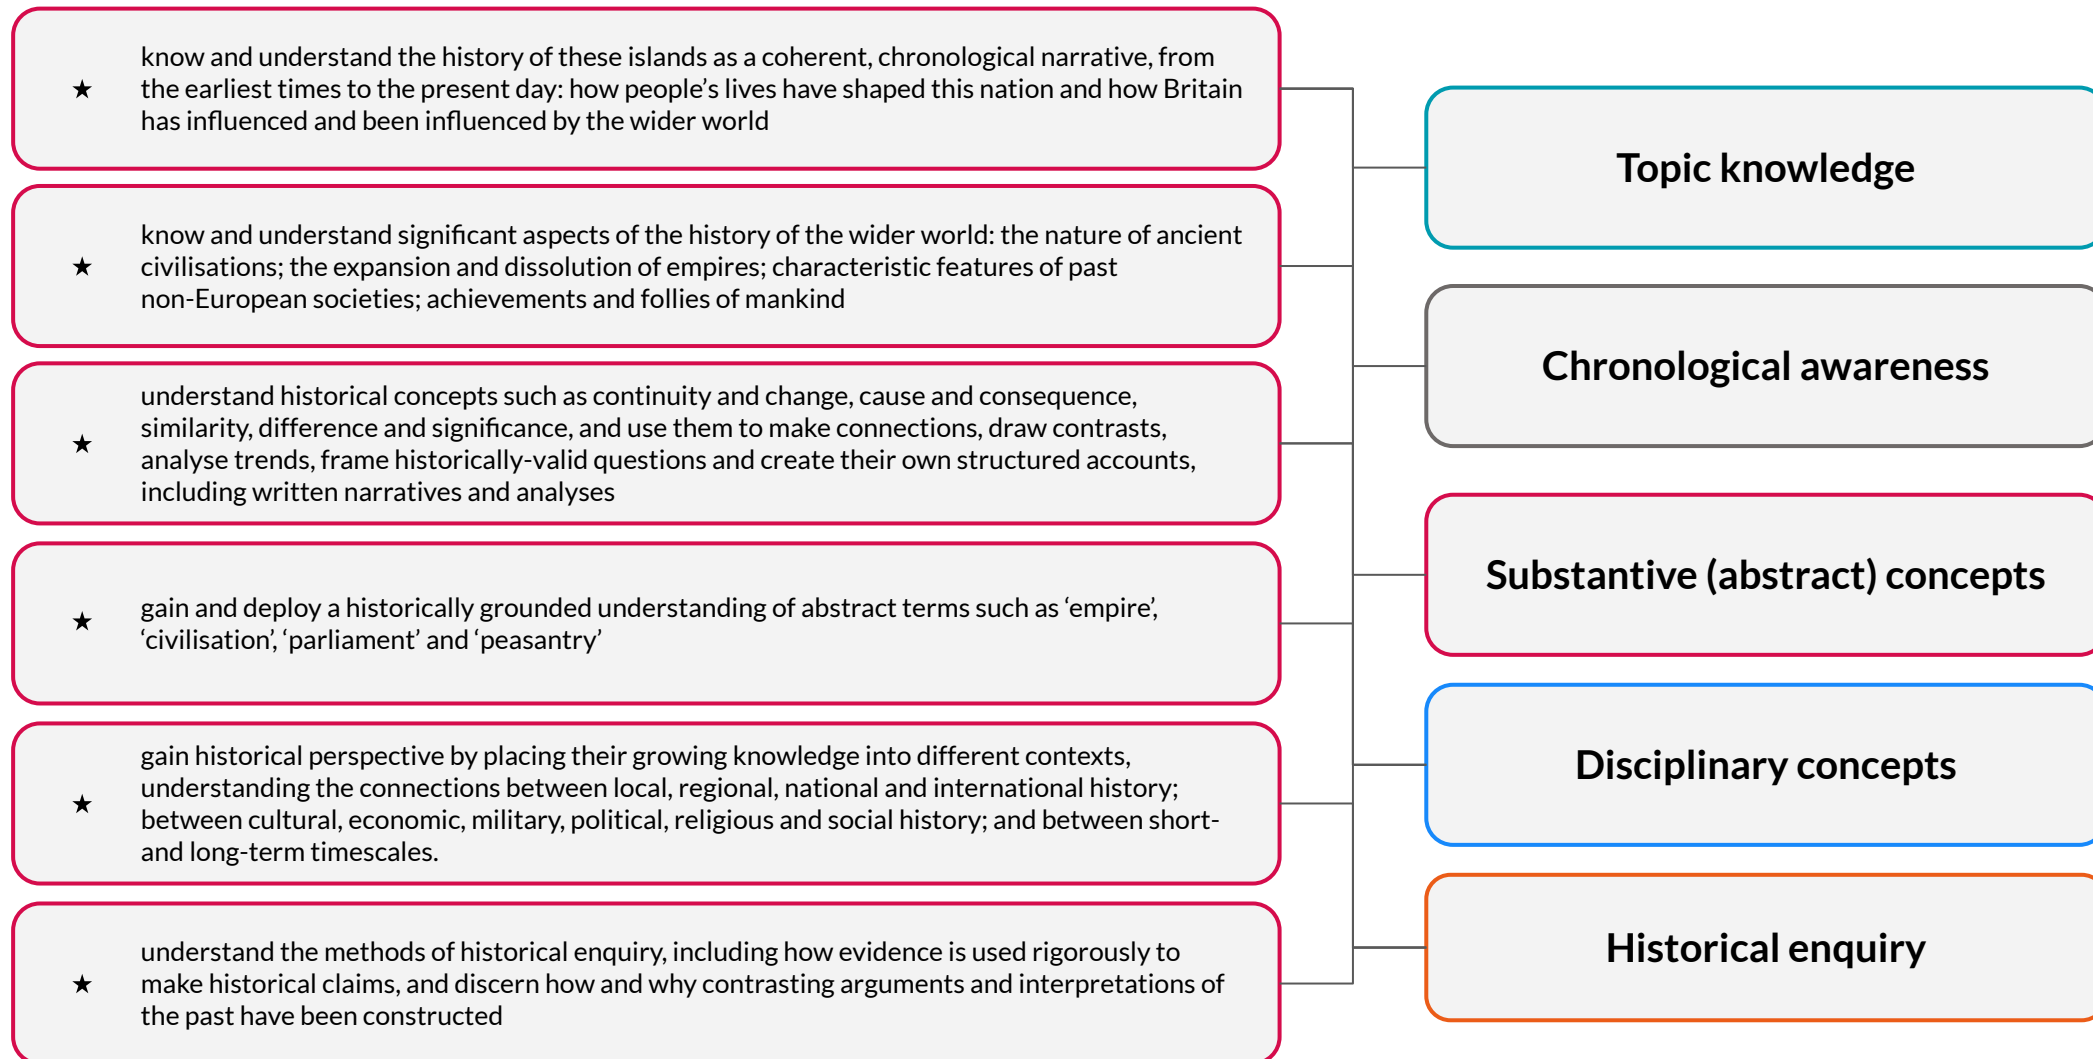 know and understand the history of these islands as a coherent, chronological narrative, from
the earliest times to the present day: how people’s lives have shaped this nation and how Britain
has influenced and been influenced by the wider world
know and understand significant aspects of the history of the wider world: the nature of ancient
civilisations; the expansion and dissolution of empires; characteristic features of past
non-European societies; achievements and follies of mankind
understand historical concepts such as continuity and change, cause and consequence,
similarity, difference and significance, and use them to make connections, draw contrasts,
analyse trends, frame historically-valid questions and create their own structured accounts,
including written narratives and analyses
gain and deploy a historically grounded understanding of abstract terms such as ‘empire’,
‘civilisation’, ‘parliament’ and ‘peasantry’
gain historical perspective by placing their growing knowledge into different contexts,
understanding the connections between local, regional, national and international history;
between cultural, economic, military, political, religious and social history; and between short-
and long-term timescales.
understand the methods of historical enquiry, including how evidence is used rigorously to
make historical claims, and discern how and why contrasting arguments and interpretations of
the past have been constructed
Topic knowledge
Chronological awareness
Substantive (abstract) concepts
Disciplinary concepts
Historical enquiry